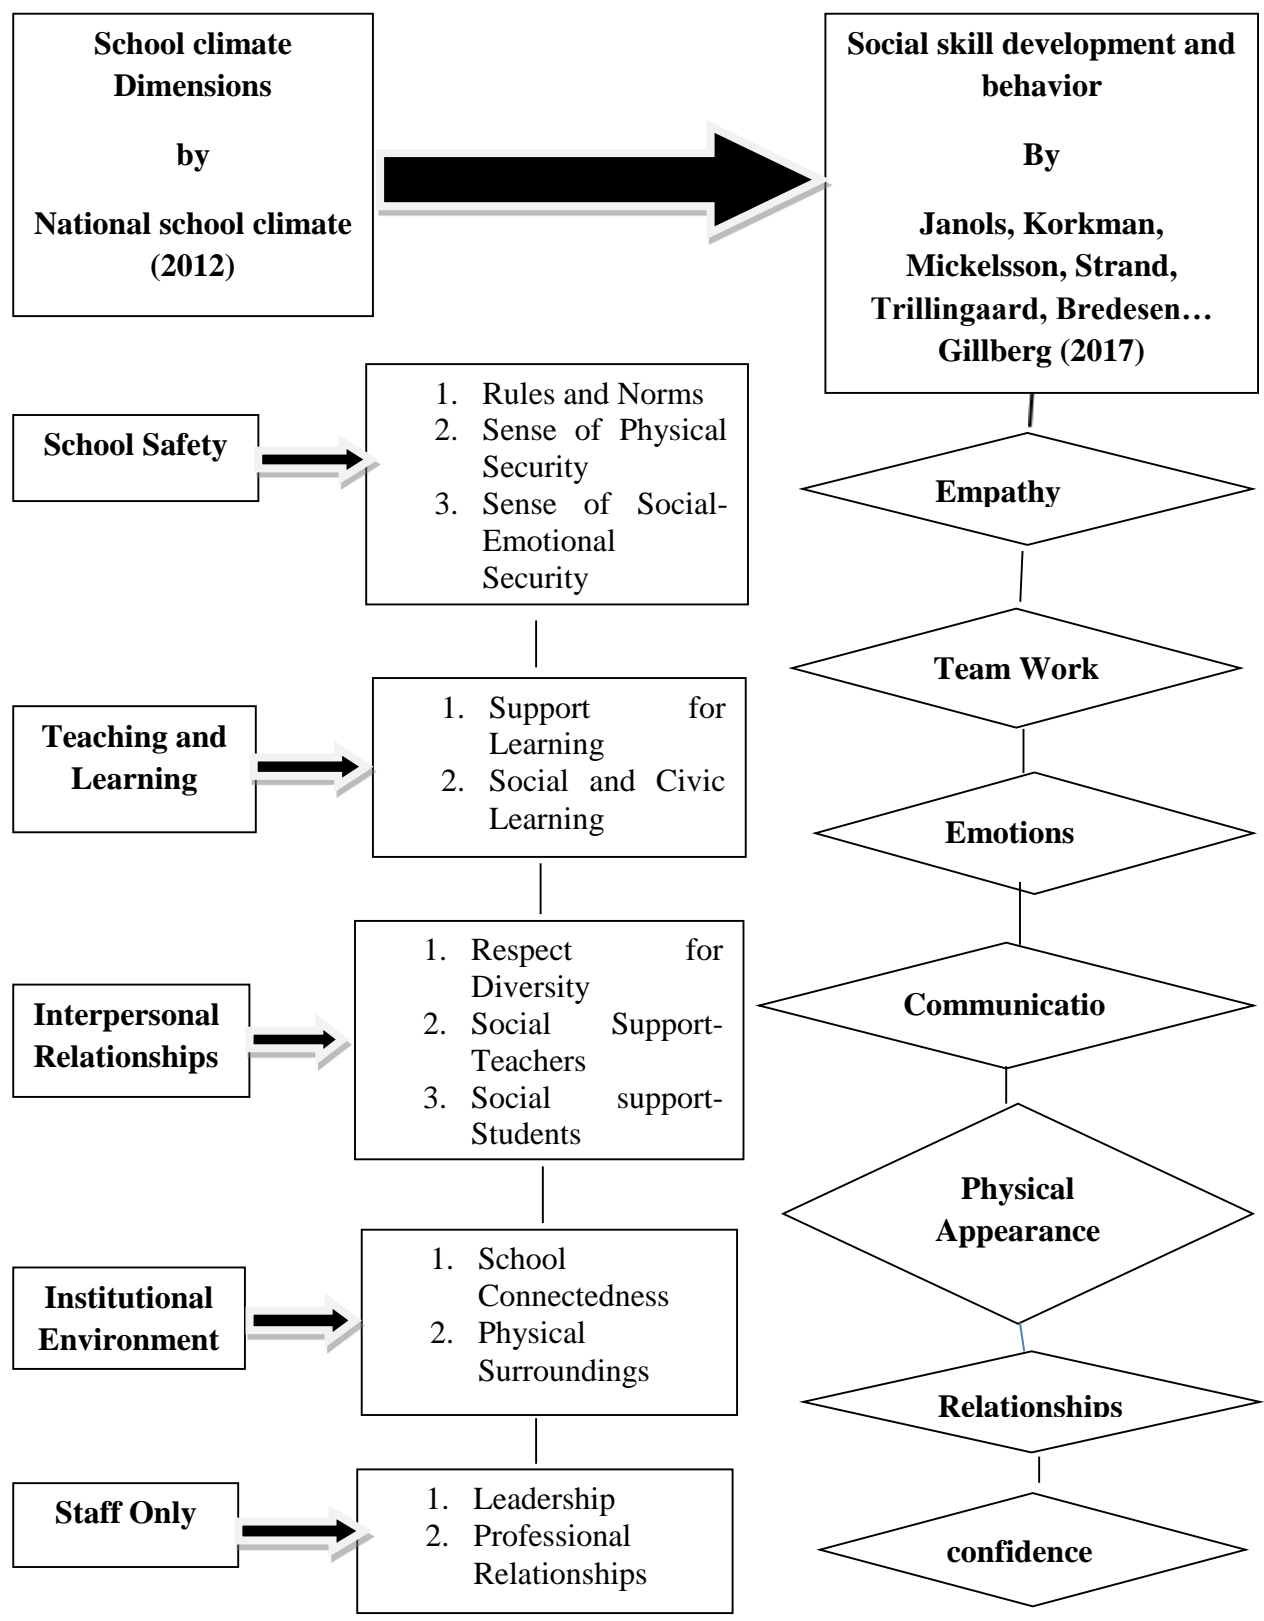 School climate
Dimensions
by
National school climate
(2012)
Social skill development and
behavior
By
Janols, Korkman,
Mickelsson, Strand,
Trillingaard, Bredesen…
Gillberg (2017)
School Safety
1. Rules and Norms
2. Sense of Physical
Security
3. Sense of Social-
Emotional
Security
Teaching and
Learning
1. Support for
Learning
2. Social and Civic
Learning
Interpersonal
Relationships
1. Respect for
Diversity
2. Social Support-
Teachers
3. Social support-
Students
Institutional
Environment
1. School
Connectedness
2. Physical
Surroundings
Staff Only
1. Leadership
2. Professional
Relationships
Empathy
Team Work
Emotions
Communicatio
Physical
Appearance
Relationships
confidence